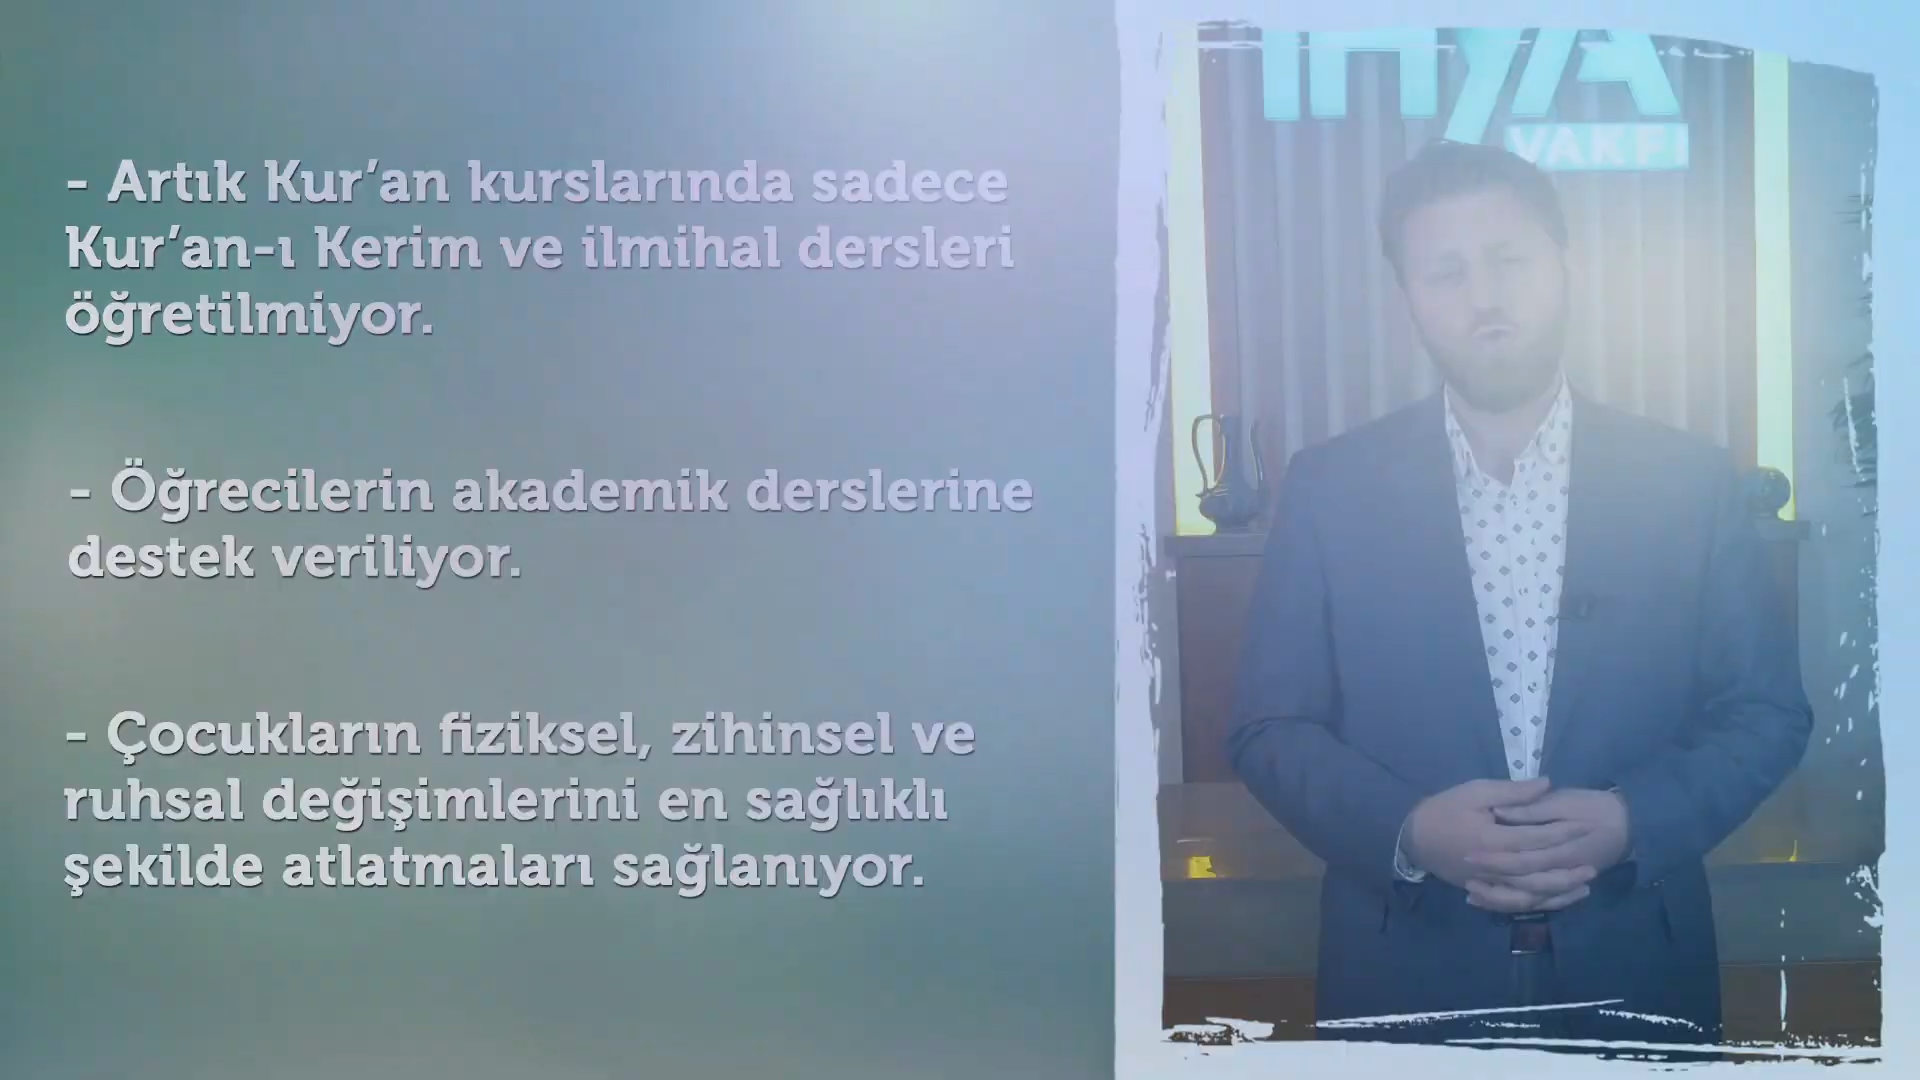 - Artık Kur’an kurslarında sadece
Kur’an-ı Kerim ve ilmihal dersleri
öğretilmiyor.
- Öğrecilerin akademik derslerine
destek veriliyor.
- Çocukların fiziksel, zihinsel ve
ruhsal değişimlerini en sağlıklı
şekilde atlatmaları sağlanıyor.
İHYA
VAKFI